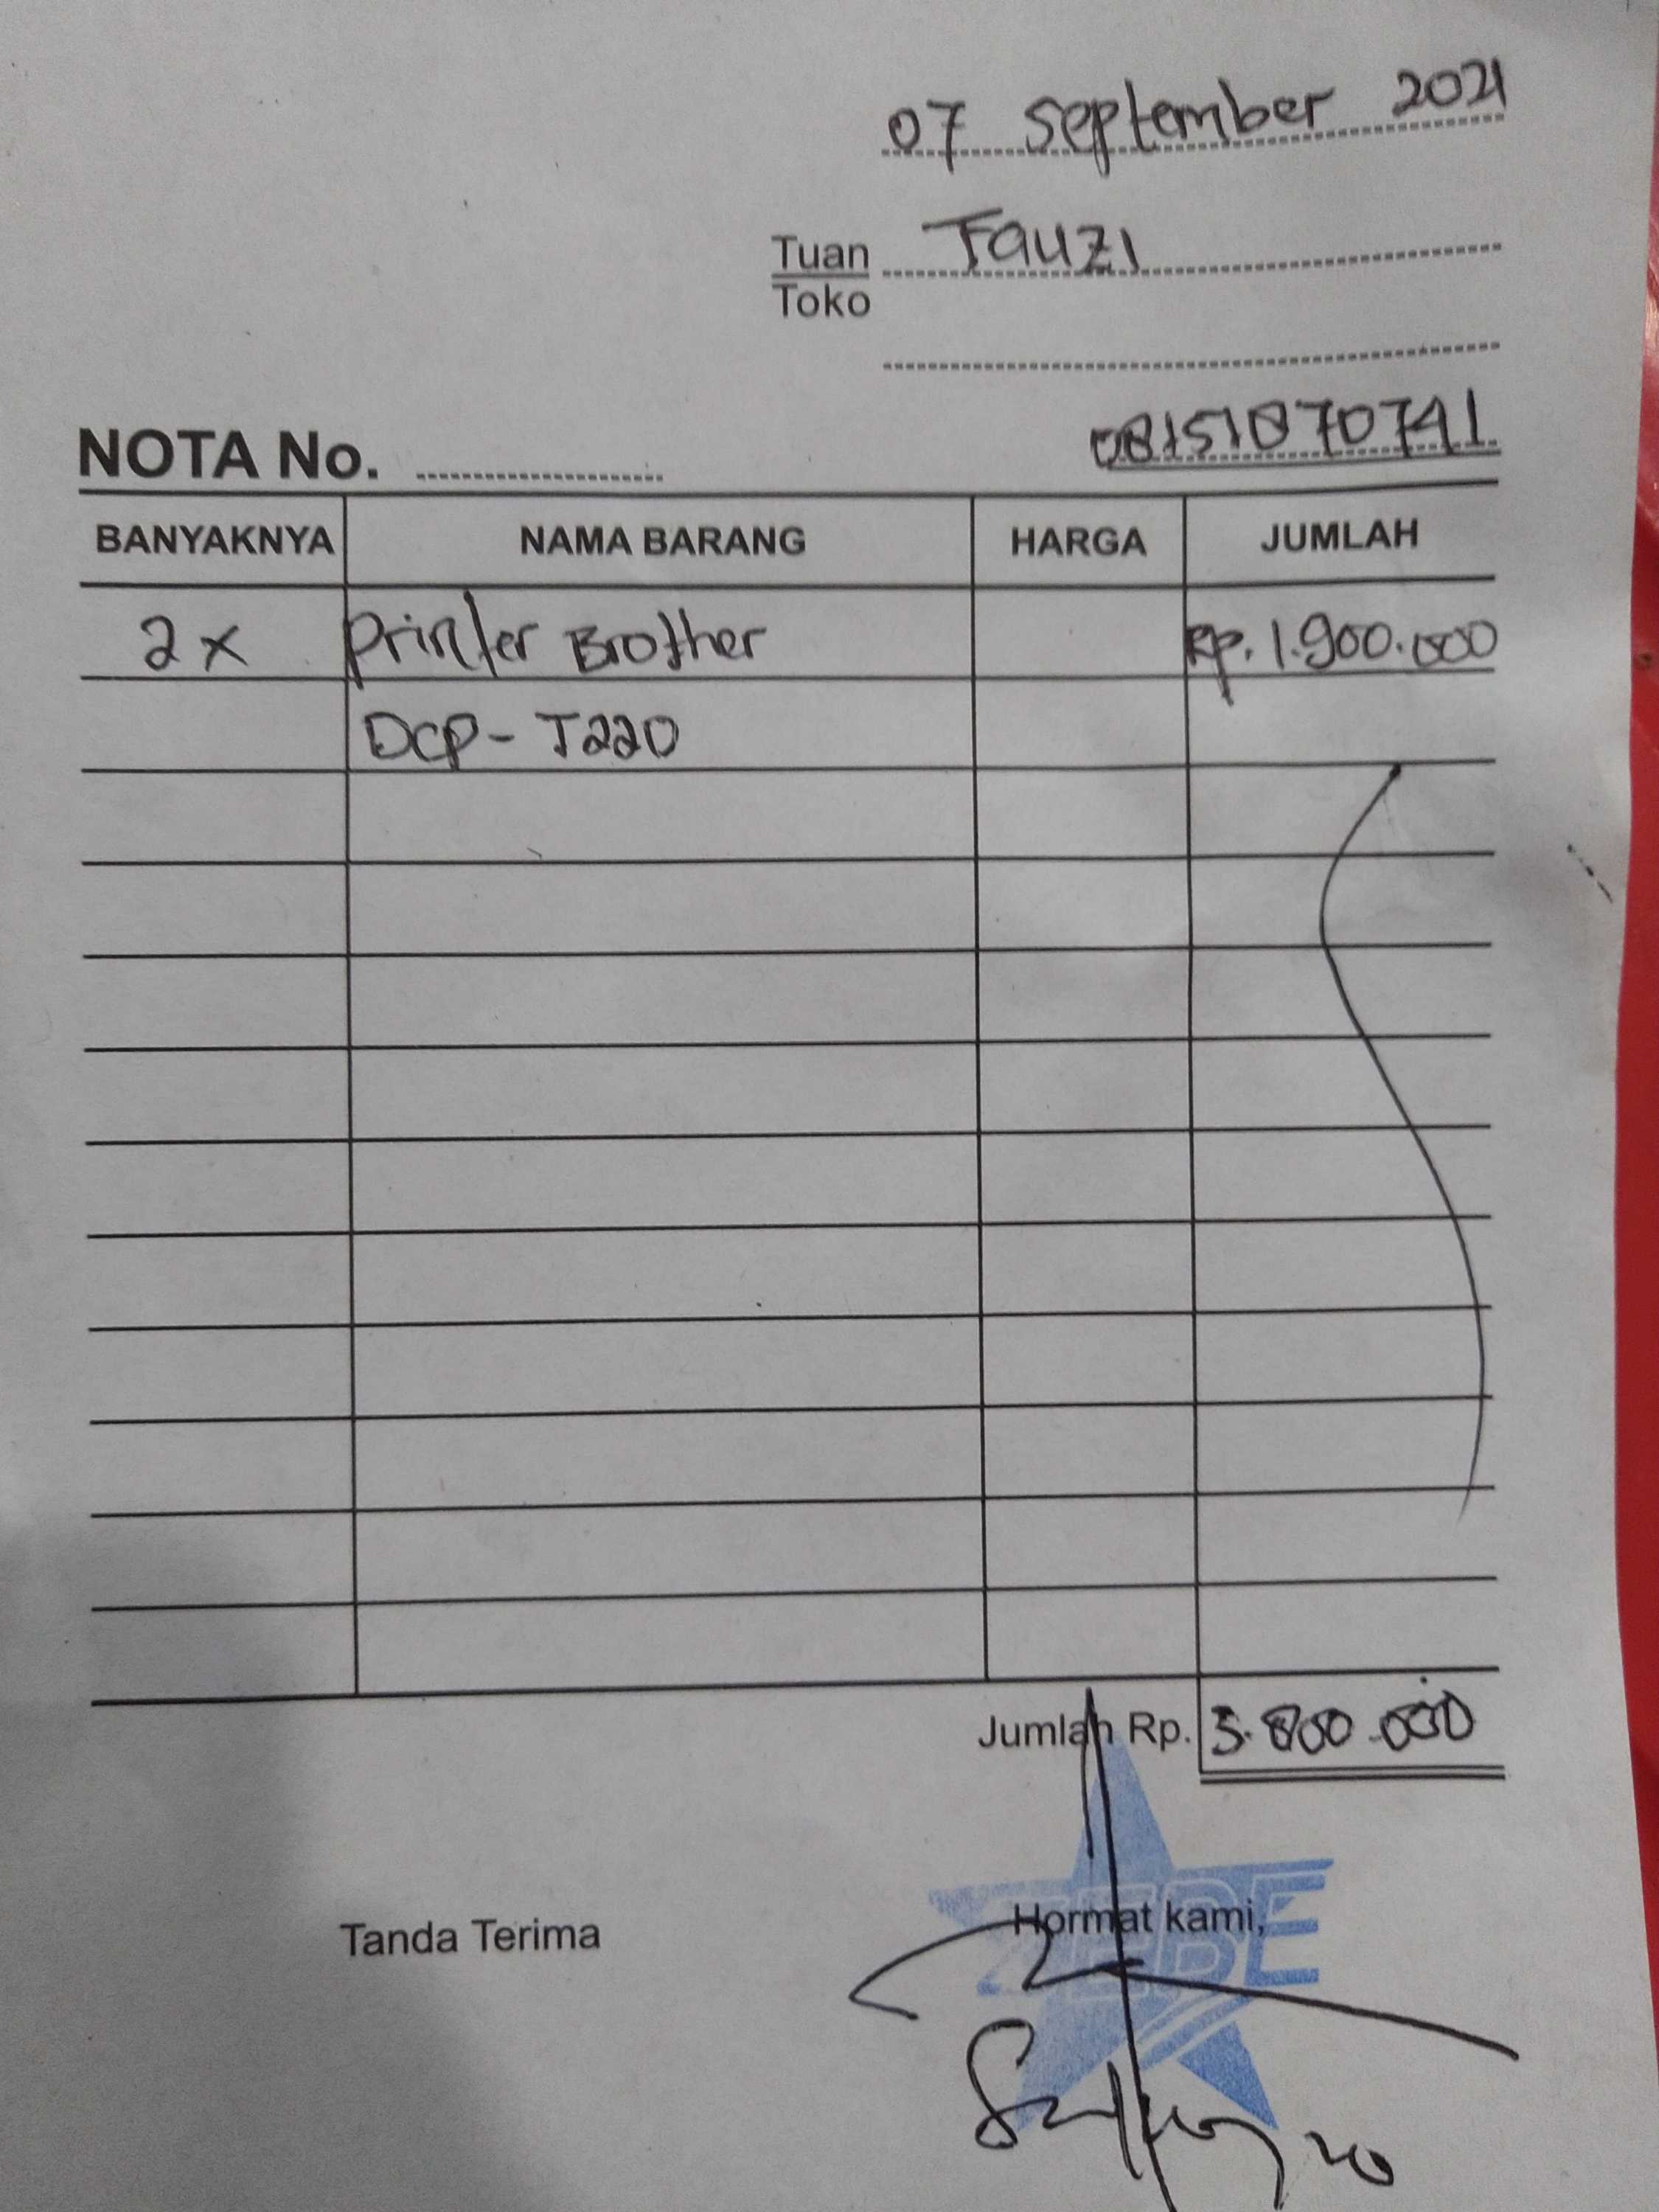 07 September 2021
Tuan Fauzi
Toko
NOTA No. 08151870741
BANYAKNYA NAMA BARANG HARGA JUMLAH
2x Printer Brother Rp. 1.900.000
DCP - T220
Jumlah Rp. 3.800.000
Tanda Terima Hormat kami,